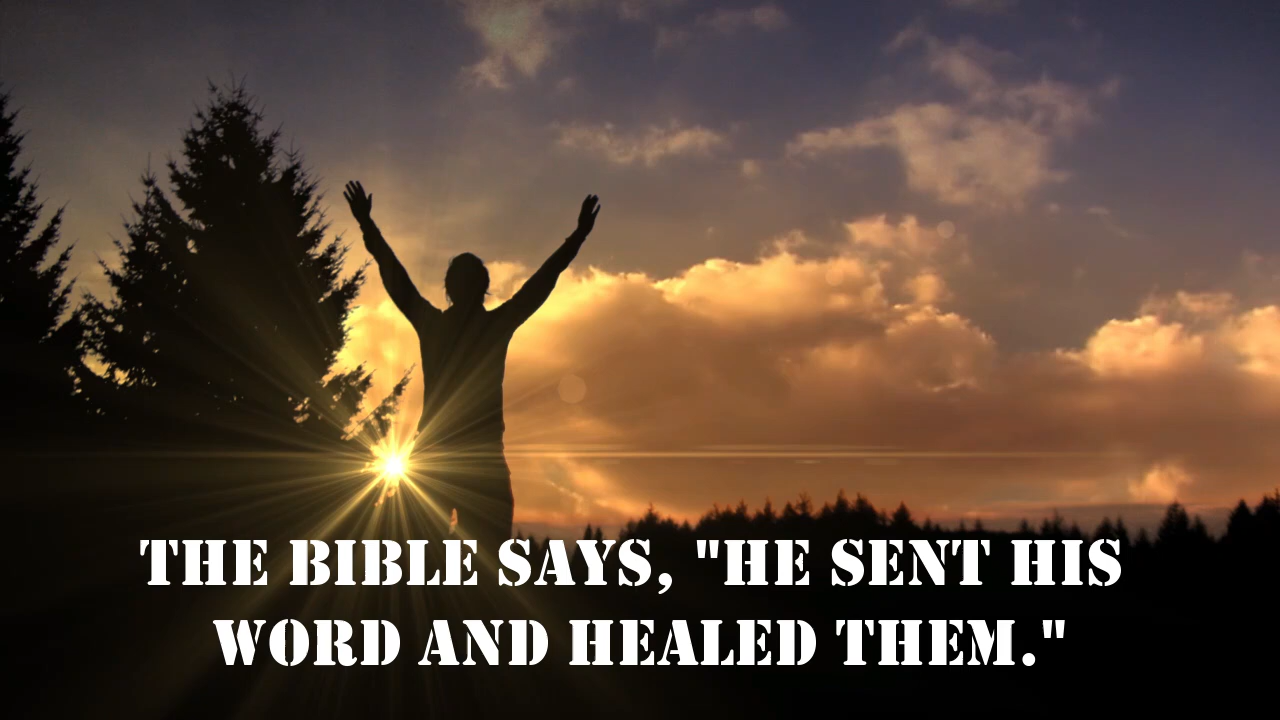 THE BIBLE SAYS, "HE SENT HIS
WORD AND HEALED THEM."